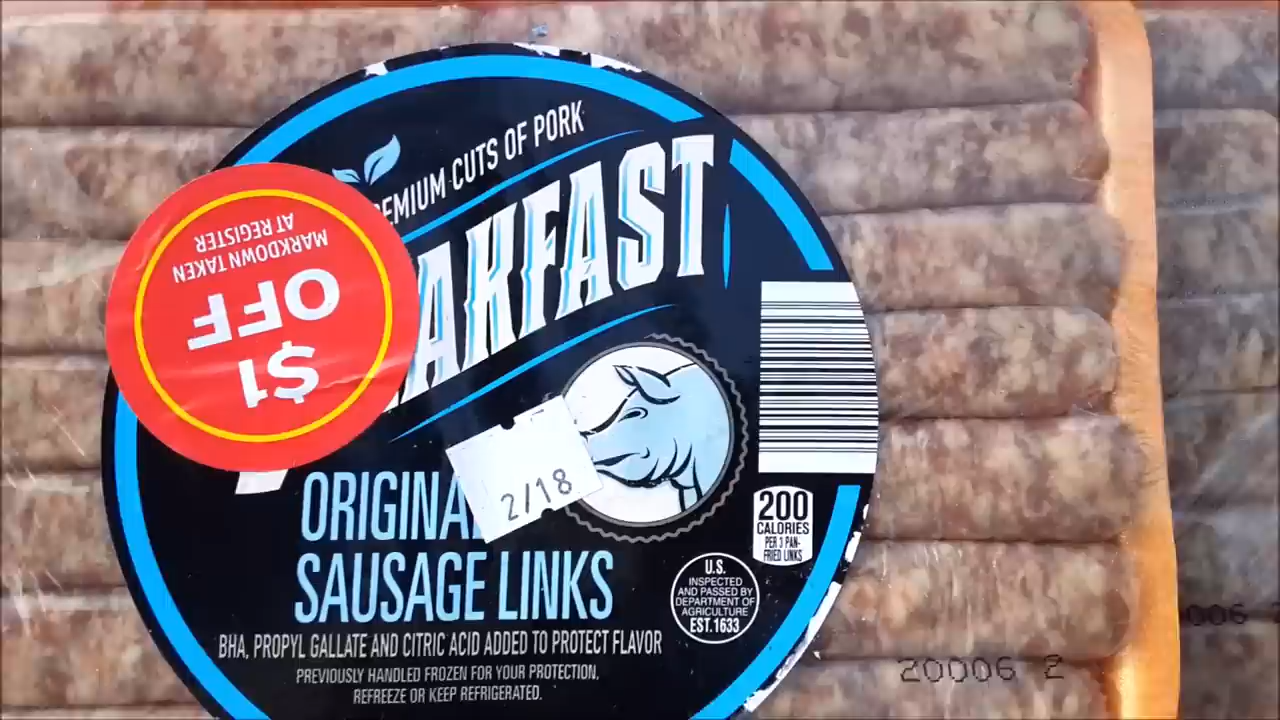 PREMIUM CUTS OF PORK
AKFAST
$1
OFF
MARKDOWN TAKEN
AT REGISTER
2/18
ORIGINA
SAUSAGE LINKS
200
CALORIES
PER 3 PAN-
FRIED LINKS
U.S.
INSPECTED
AND PASSED BY
DEPARTMENT OF
AGRICULTURE
EST.1633
BHA, PROPYL GALLATE AND CITRIC ACID ADDED TO PROTECT FLAVOR
PREVIOUSLY HANDLED FROZEN FOR YOUR PROTECTION,
REFREEZE OR KEEP REFRIGERATED.
20006 2
006